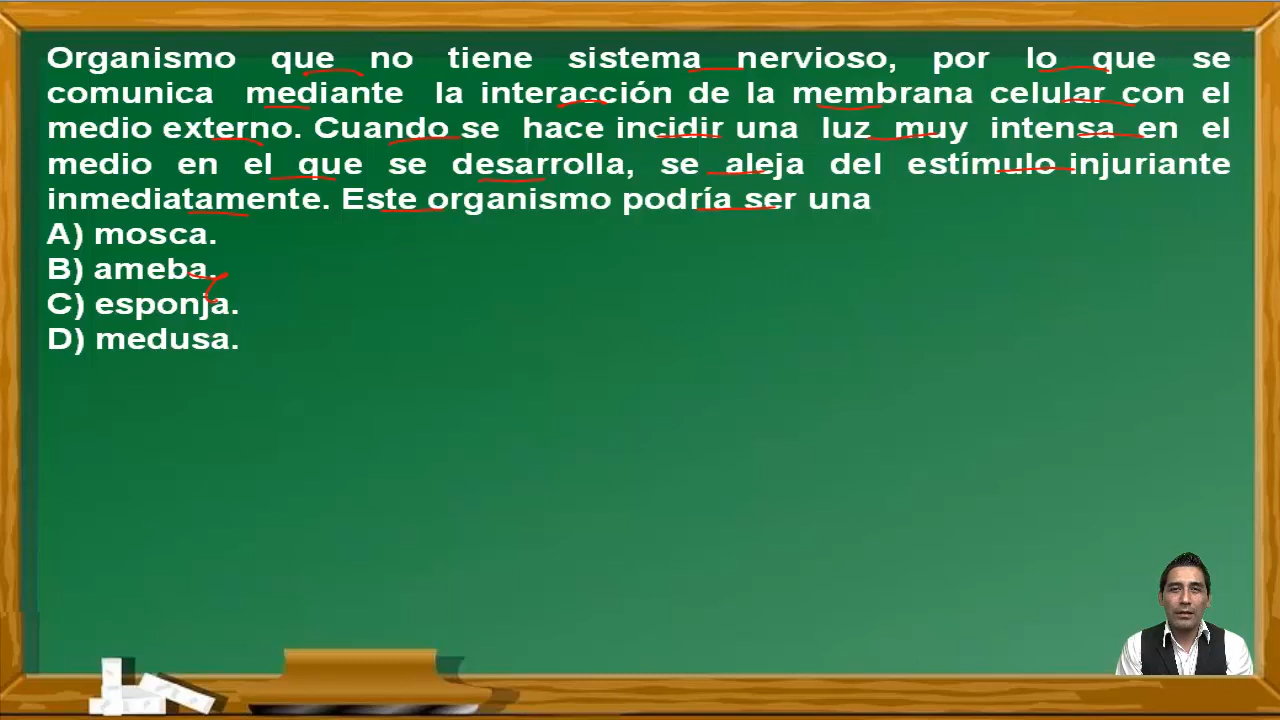 Organismo que no tiene sistema nervioso, por lo que se
comunica mediante la interacción de la membrana celular con el
medio externo. Cuando se hace incidir una luz muy intensa en el
medio en el que se desarrolla, se aleja del estímulo injuriante
inmediatamente. Este organismo podría ser una
A) mosca.
B) ameba.
C) esponja.
D) medusa.